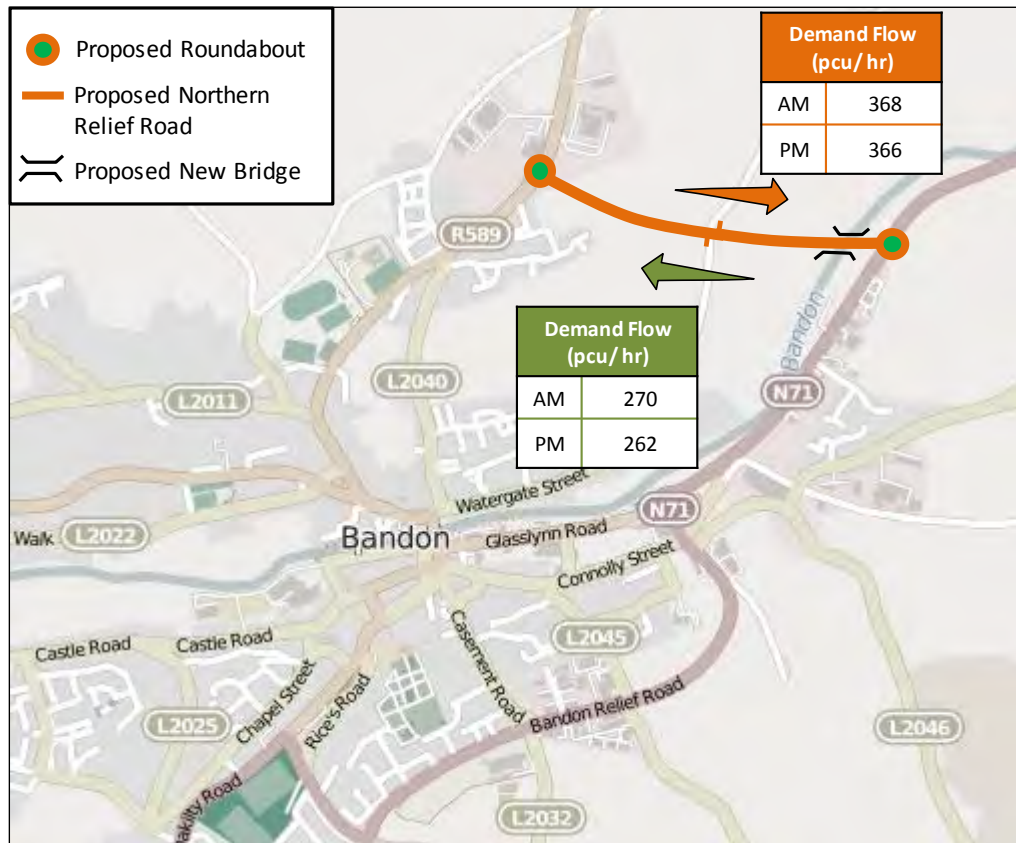 Proposed Roundabout
Proposed Northern
Relief Road
Proposed New Bridge
Demand Flow
(pcu/ hr)
AM 368
PM 366
R589
Demand Flow
(pcu/ hr)
AM 270
PM 262
Bandon
L2040
L2011
N71
Watergate Street
N71
Walk
L2022
Bandon
Glasslynn Road
Connolly Street
Castle Road
Castle Road
Casement Road
L2045
L2025
Chapel Street
Rice's Road
Bandon Relief Road
L2046
Road
L2032